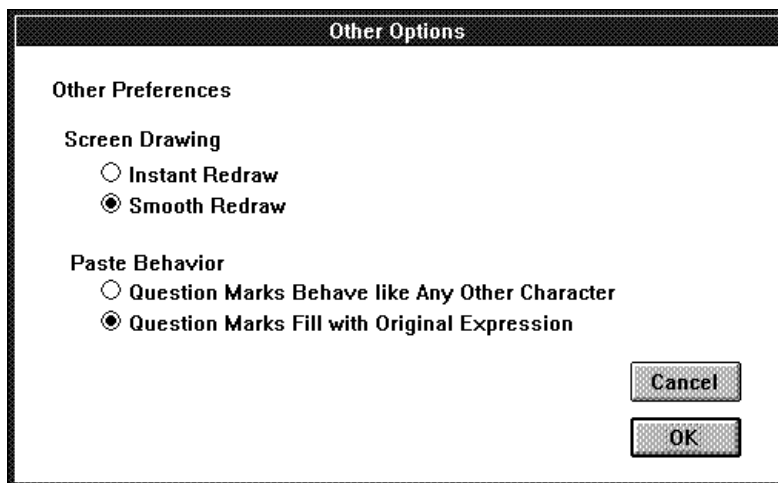 Other Options
Other Preferences
Screen Drawing
Instant Redraw
Smooth Redraw
Paste Behavior
Question Marks Behave like Any Other Character
Question Marks Fill with Original Expression
Cancel
OK